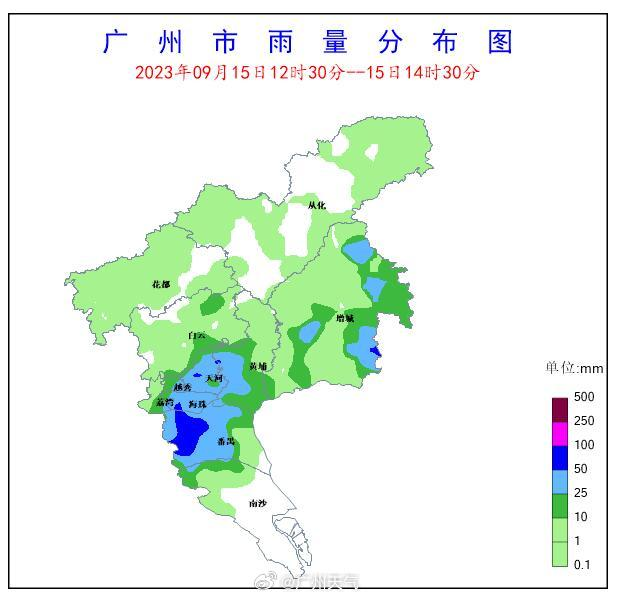 广州市雨量分布图
2023年09月15日12时30分--15日14时30分
从化
花都
增城
白云
黄埔
天河
越秀
荔湾
海珠
番禺
南沙
单位:mm
500
250
100
50
25
10
1
0.1
@广州天气